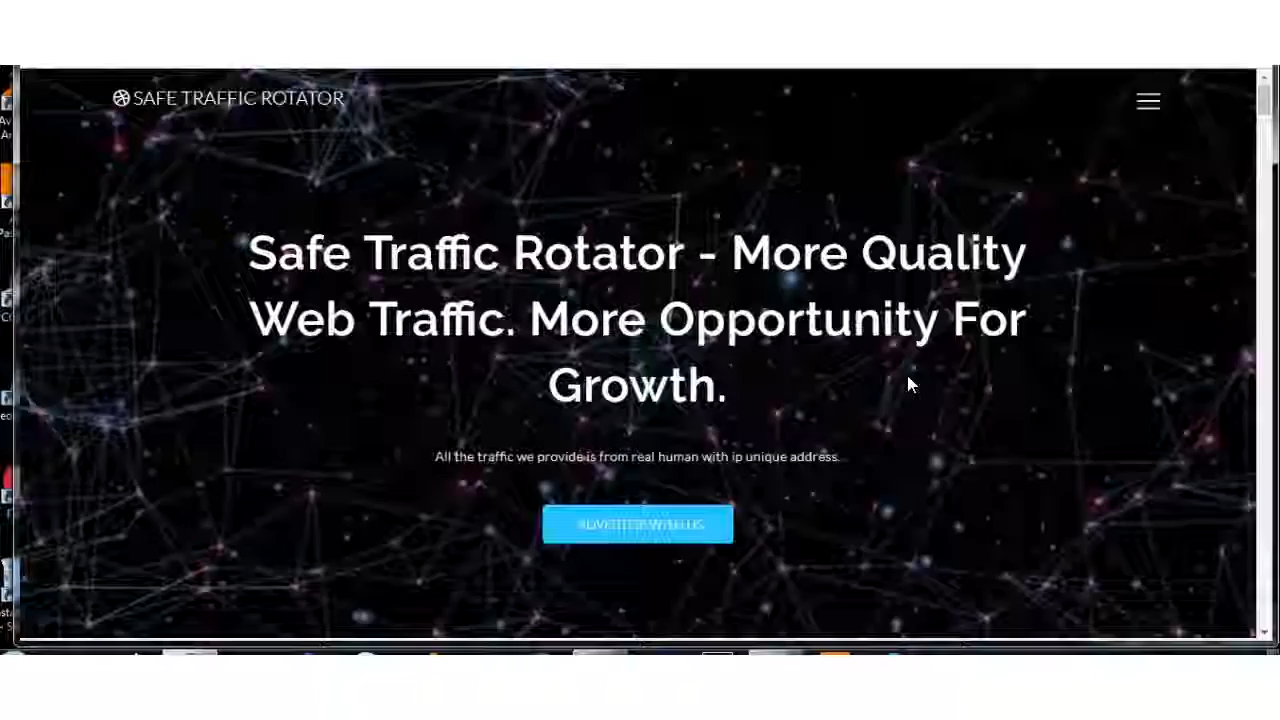 SAFE TRAFFIC ROTATOR
Safe Traffic Rotator - More Quality
Web Traffic. More Opportunity For
Growth.
All the traffic we provide is from real human with ip unique address.